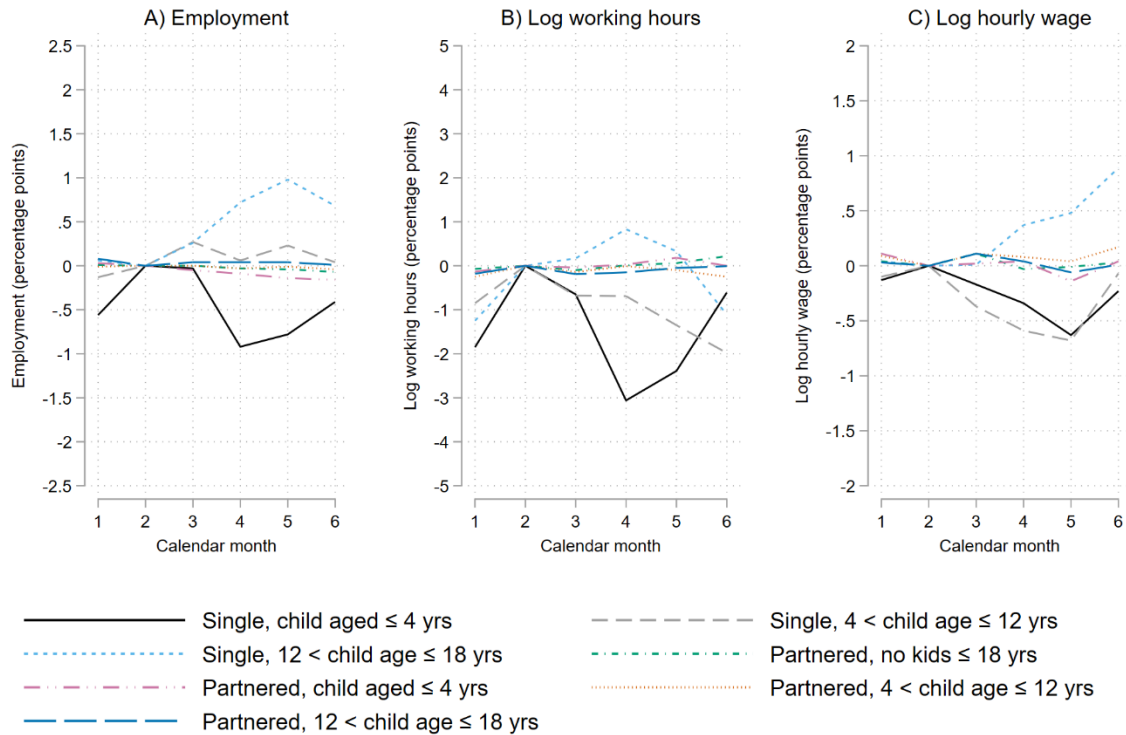 A) Employment
Employment (percentage points)
2.5
2
1.5
1
.5
0
-.5
-1
-1.5
-2
-2.5
1 2 3 4 5 6
Calendar month
B) Log working hours
Log working hours (percentage points)
5
4
3
2
1
0
-1
-2
-3
-4
-5
1 2 3 4 5 6
Calendar month
C) Log hourly wage
Log hourly wage (percentage points)
2
1.5
1
.5
0
-.5
-1
-1.5
-2
1 2 3 4 5 6
Calendar month
Single, child aged ≤ 4 yrs
Single, 4 < child age ≤ 12 yrs
Single, 12 < child age ≤ 18 yrs
Partnered, no kids ≤ 18 yrs
Partnered, child aged ≤ 4 yrs
Partnered, 4 < child age ≤ 12 yrs
Partnered, 12 < child age ≤ 18 yrs